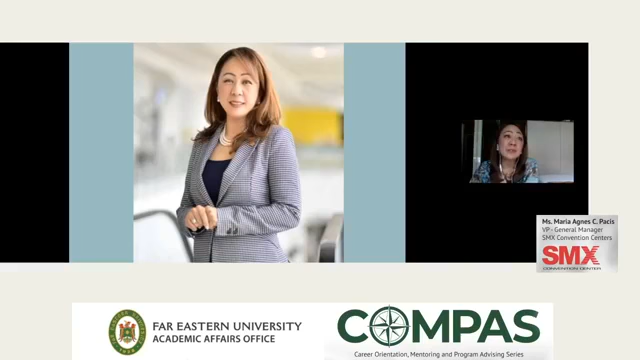 Ms. Maria Agnes C. Pacis
VP - General Manager
SMX Convention Centers
SMX
CONVENTION CENTER
FAR EASTERN UNIVERSITY
ACADEMIC AFFAIRS OFFICE
COMPAS
Career Orientation, Mentoring and Program Advising Series